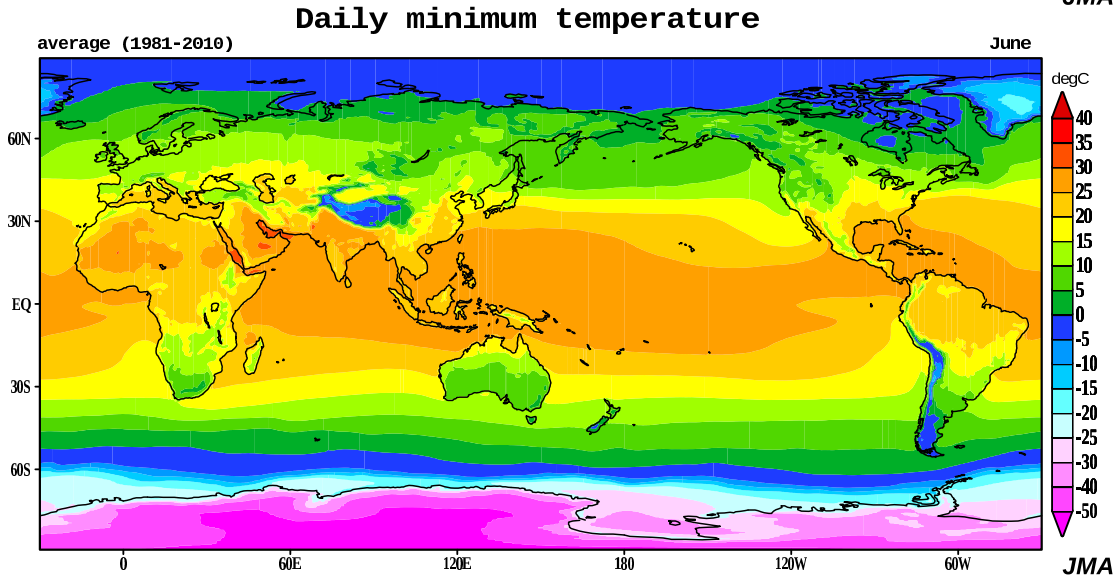 JMA
Daily minimum temperature
average (1981-2010)
June
degC
40
35
30
25
20
15
10
5
0
-5
-10
-15
-20
-25
-30
-40
-50
60N
30N
EQ
30S
60S
0
60E
120E
180
120W
60W
JMA